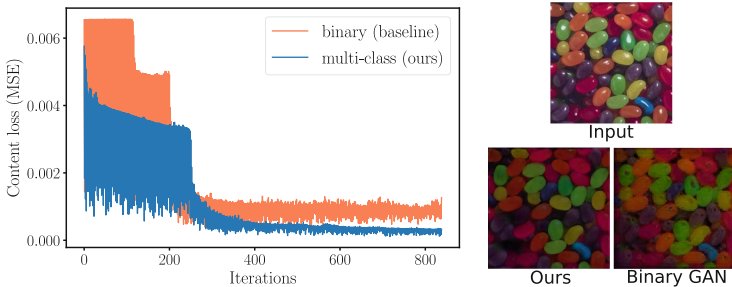 0.006
0.004
0.002
0.000
Content loss (MSE)
0
200
400
600
800
Iterations
binary (baseline)
multi-class (ours)
Input
Ours
Binary GAN